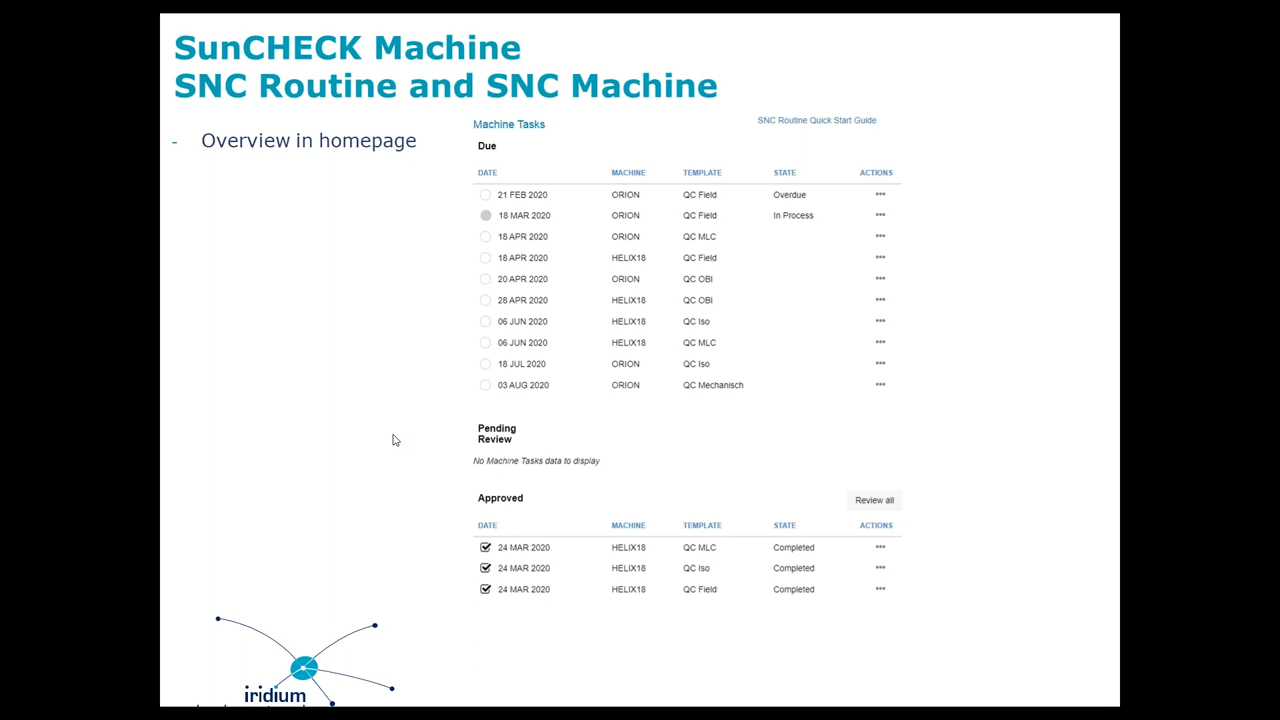 SunCHECK Machine
SNC Routine and SNC Machine
- Overview in homepage
Machine Tasks
SNC Routine Quick Start Guide
Due
DATE MACHINE TEMPLATE STATE ACTIONS
21 FEB 2020 ORION QC Field Overdue ***
18 MAR 2020 ORION QC Field In Process ***
18 APR 2020 ORION QC MLC ***
18 APR 2020 HELIX18 QC Field ***
20 APR 2020 ORION QC OBI ***
28 APR 2020 HELIX18 QC OBI ***
06 JUN 2020 HELIX18 QC Iso ***
06 JUN 2020 HELIX18 QC MLC ***
18 JUL 2020 ORION QC Iso ***
03 AUG 2020 ORION QC Mechanisch ***
Pending
Review
No Machine Tasks data to display
Approved
Review all
DATE MACHINE TEMPLATE STATE ACTIONS
24 MAR 2020 HELIX18 QC MLC Completed ***
24 MAR 2020 HELIX18 QC Iso Completed ***
24 MAR 2020 HELIX18 QC Field Completed ***
iridium